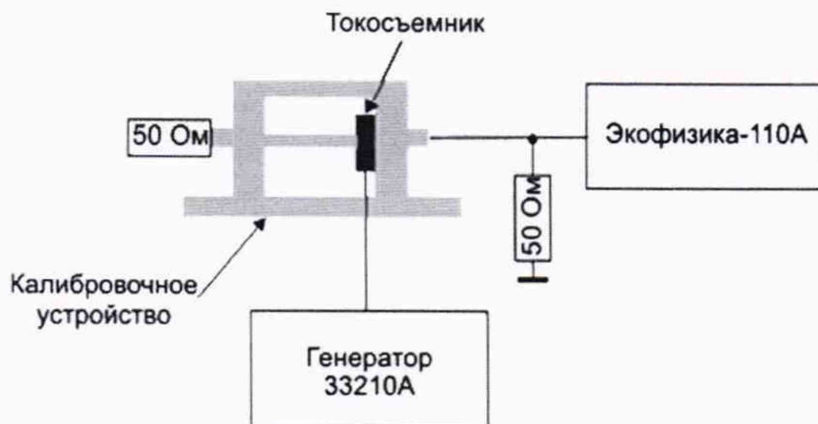 Токосъемник
50 Ом
Экофизика-110А
50 Ом
Калибровочное
устройство
Генератор
33210А